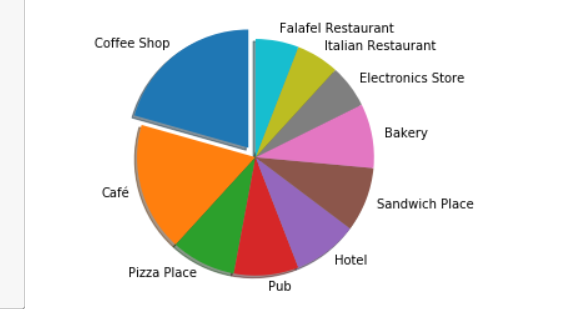 Falafel Restaurant
Coffee Shop
Italian Restaurant
Electronics Store
Bakery
Café
Sandwich Place
Hotel
Pizza Place
Pub